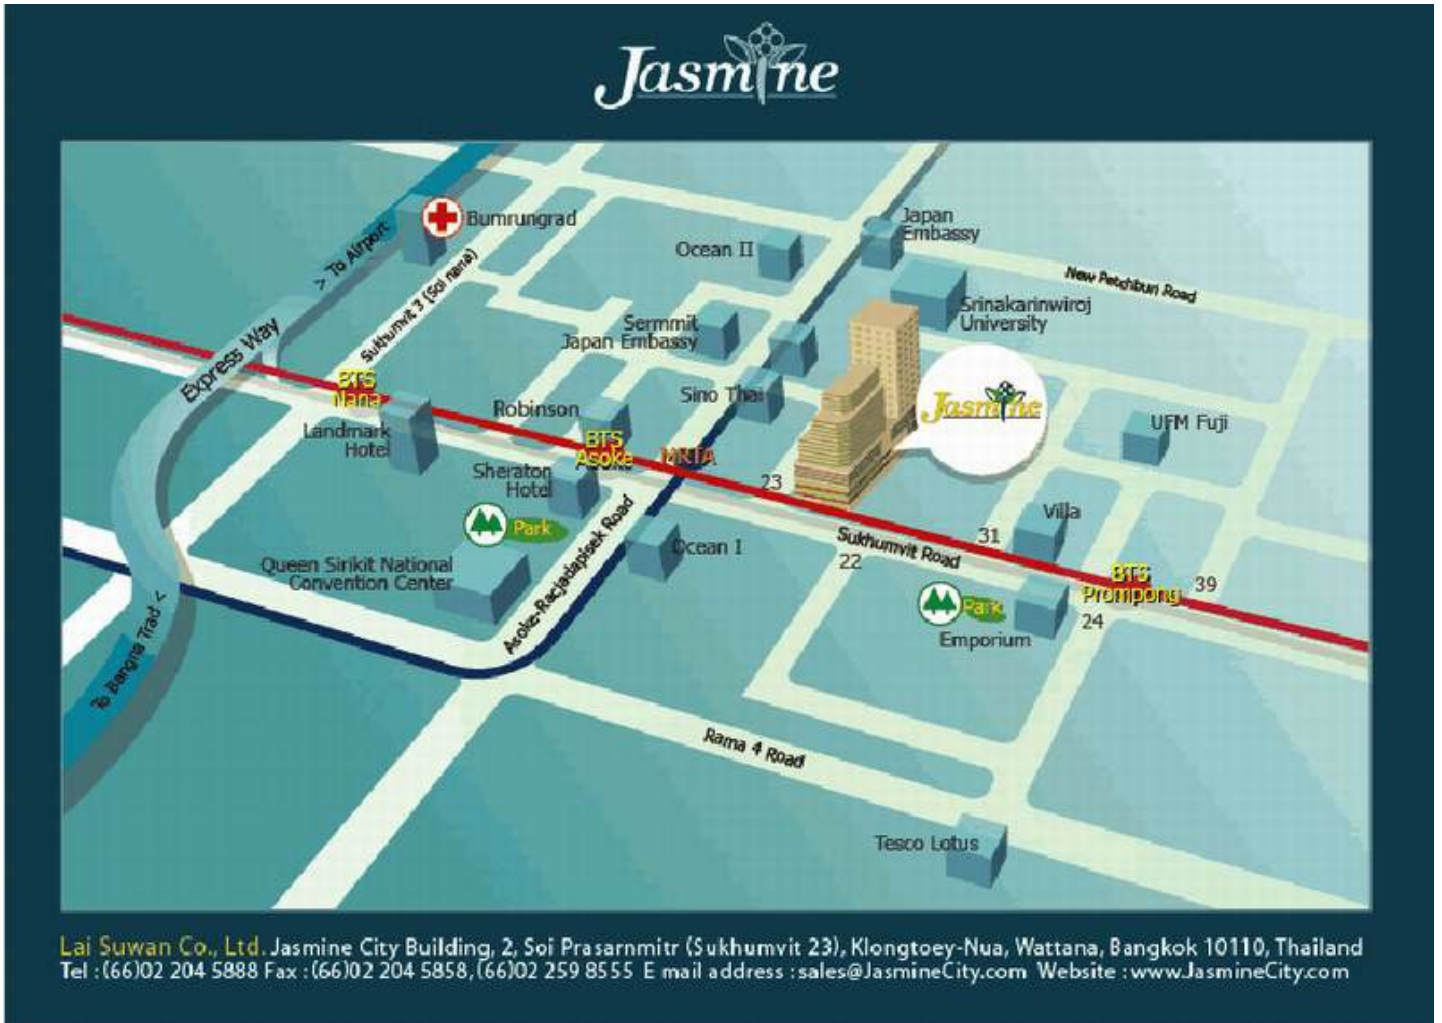 Jasmine
Bumrungrad
> To Airport
Sukhumvit 3 (Soi nana)
Express Way
Ocean II
Japan
Embassy
New Petchburi Road
Srinakarinwiroj
University
Sermmit
Japan Embassy
Sino Thai
Jasmine
UFM Fuji
BTS
Nana
Landmark
Hotel
Robinson
BTS
Asoke
MRTA
Sheraton
Hotel
23
Park
Queen Sirikit National
Convention Center
Asoke-Racjadapisek Road
Ocean I
Sukhumvit Road
22
31
Villa
BTS
Prompong
39
24
Park
Emporium
To Bangna Trad <
Rama 4 Road
Tesco Lotus
Lai Suwan Co., Ltd. Jasmine City Building, 2, Soi Prasarnmitr (Sukhumvit 23), Klongtoey-Nua, Wattana, Bangkok 10110, Thailand
Tel : (66)02 204 5888 Fax : (66)02 204 5858, (66)02 259 8555 E mail address : sales@JasmineCity.com Website : www.JasmineCity.com